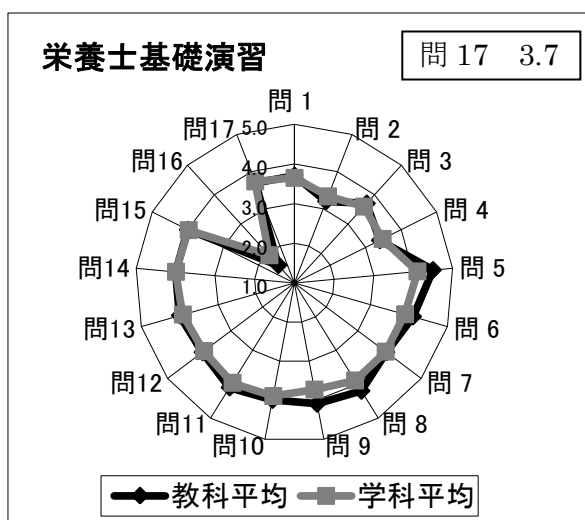 栄養士基礎演習
問 17 3.7
問 1
問 2
問 3
問 4
問 5
問 6
問 7
問 8
問 9
問10
問11
問12
問13
問14
問15
問16
問17
5.0
4.0
3.0
2.0
1.0
教科平均 学科平均